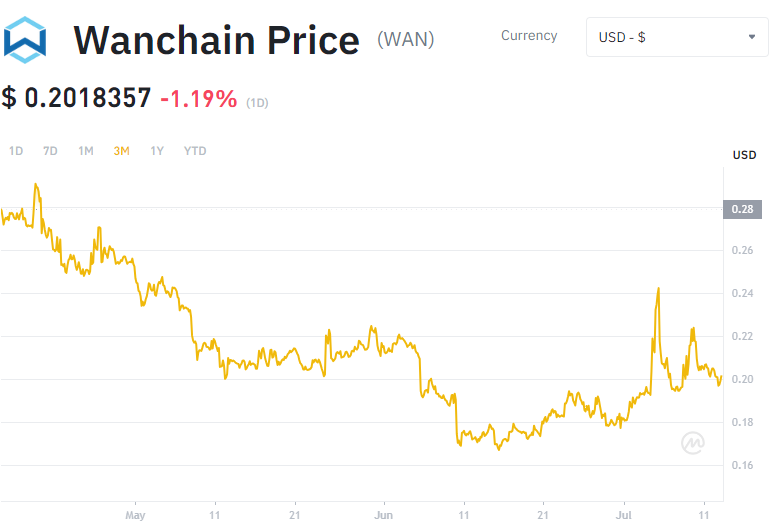 Wanchain Price (WAN)
Currency
USD - $
$ 0.2018357 -1.19% (1D)
1D 7D 1M 3M 1Y YTD
USD
0.28
0.26
0.24
0.22
0.20
0.18
0.16
May 11 21 Jun 11 21 Jul 11